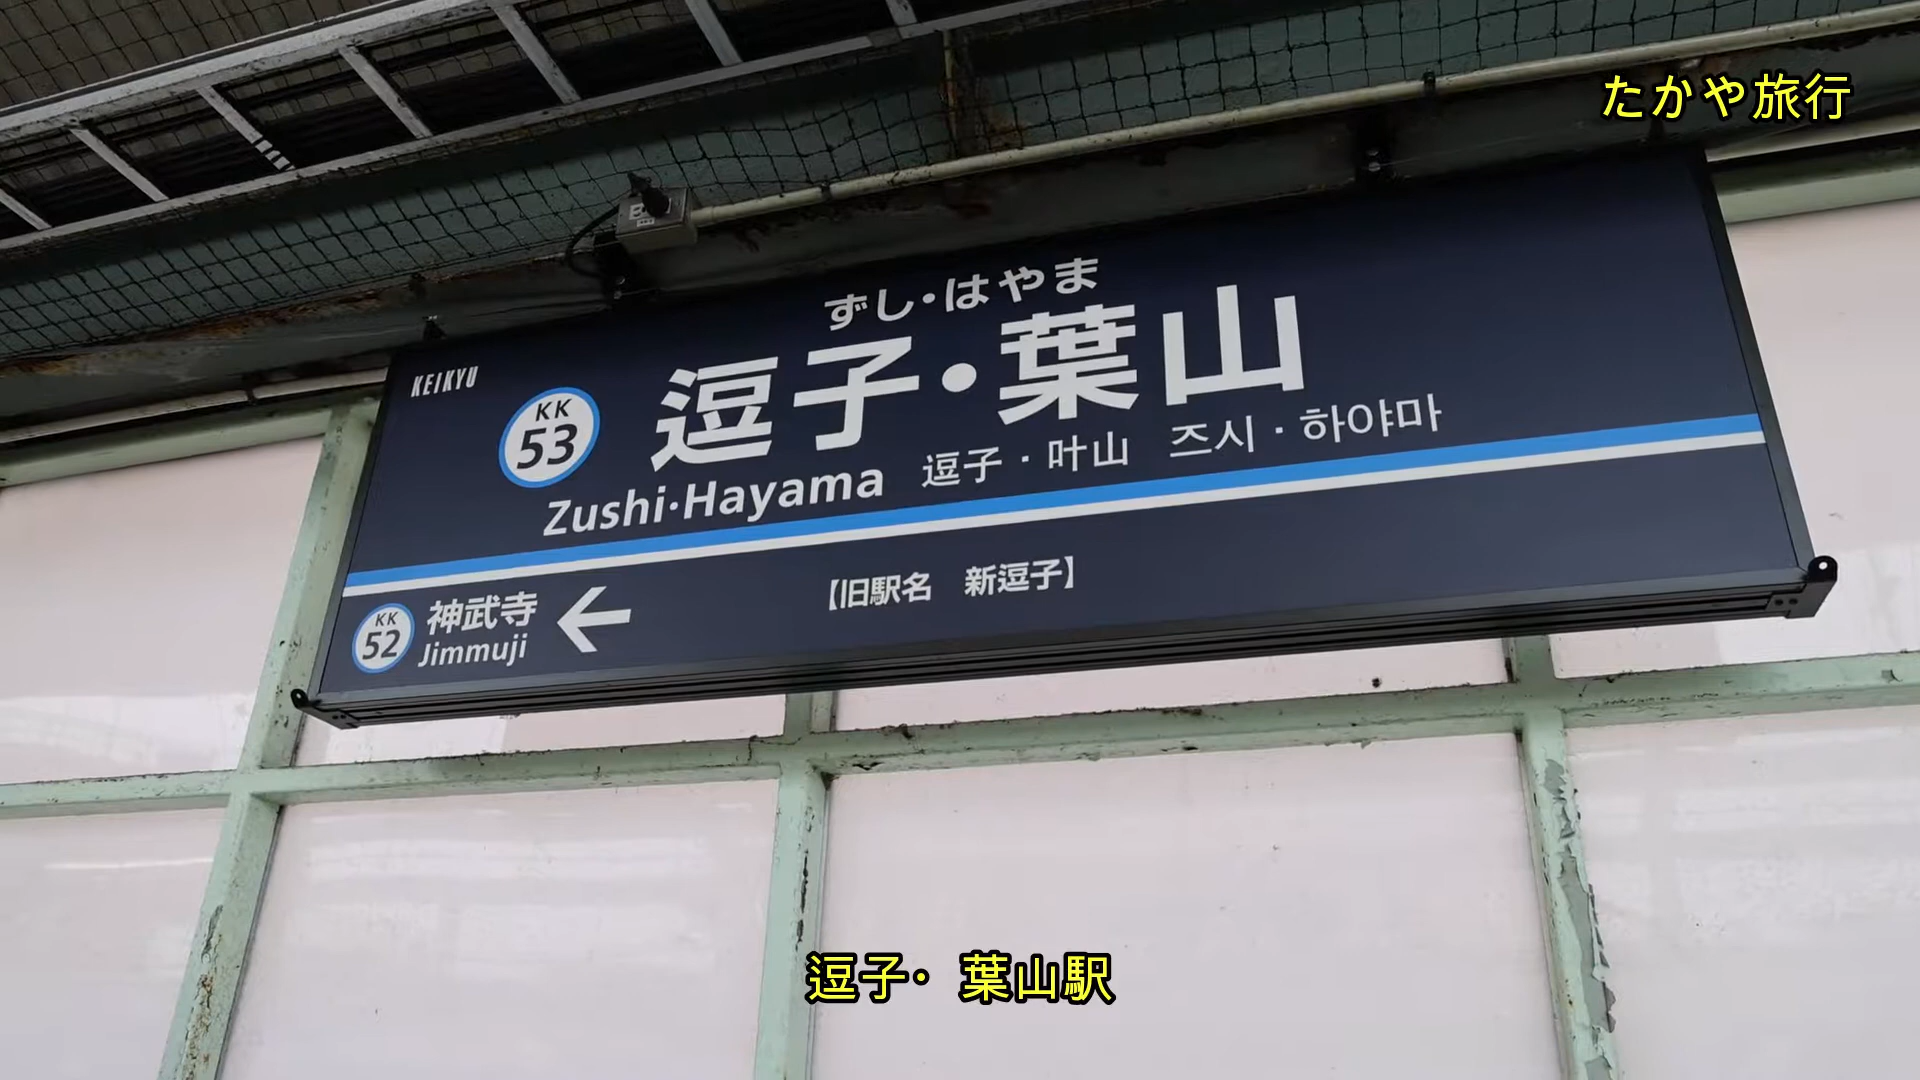 たかや旅行
KEIKYU
ずし・はやま
KK
53
逗子・葉山
Zushi·Hayama 逗子・叶山 즈시・하야마
KK
52
神武寺
Jimmuji
【旧駅名 新逗子】
逗子・葉山駅